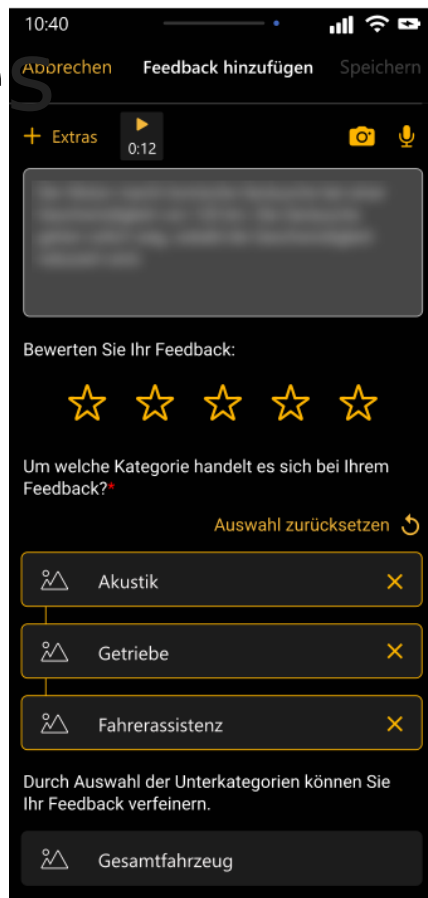 10:40
Abbrechen Feedback hinzufügen Speichern
+ Extras
0:12
Bewerten Sie Ihr Feedback:
Um welche Kategorie handelt es sich bei Ihrem
Feedback?*
Auswahl zurücksetzen
Akustik
Getriebe
Fahrerassistenz
Durch Auswahl der Unterkategorien können Sie
Ihr Feedback verfeinern.
Gesamtfahrzeug